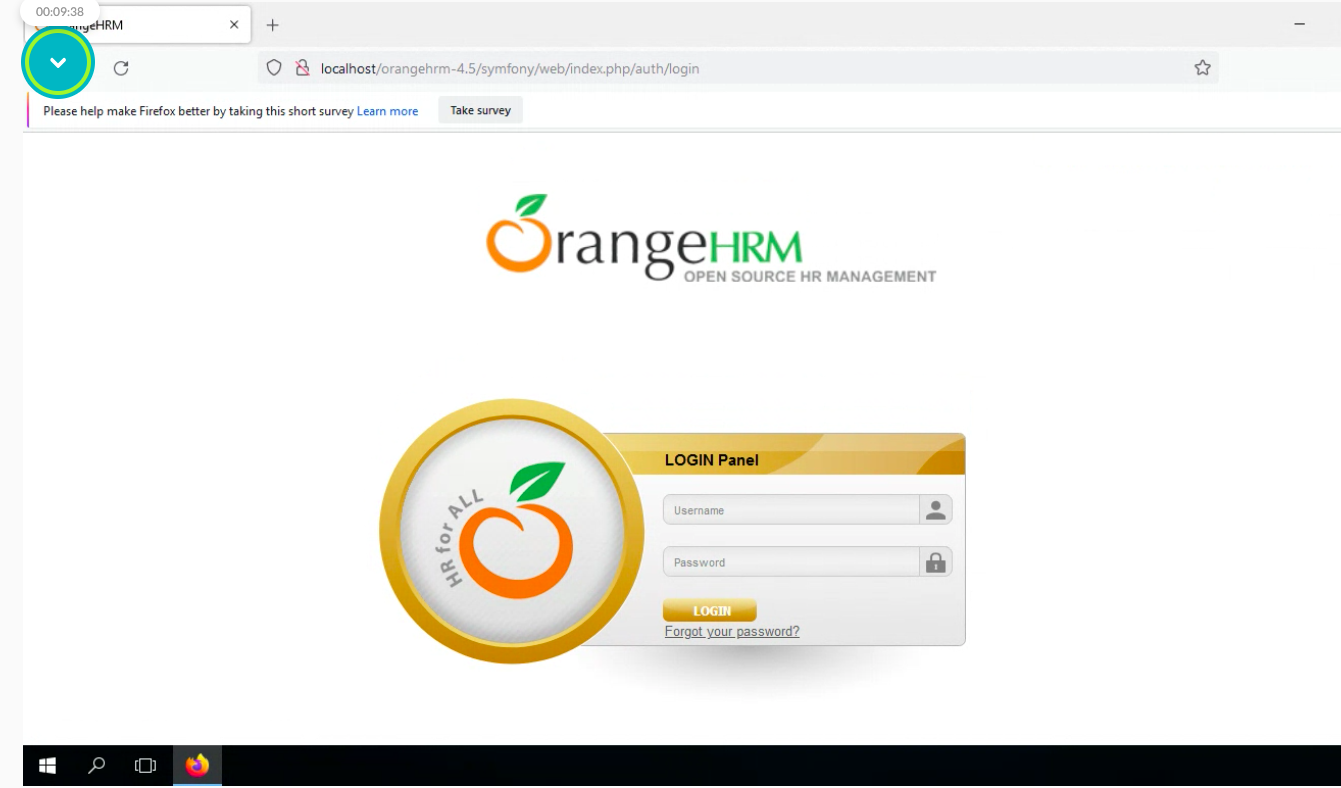 00:09:38
ngeHRM
localhost/orangehrm-4.5/symfony/web/index.php/auth/login
Please help make Firefox better by taking this short survey Learn more Take survey
OrangeHRM
OPEN SOURCE HR MANAGEMENT
HR for ALL
LOGIN Panel
Username
Password
LOGIN
Forgot your password?